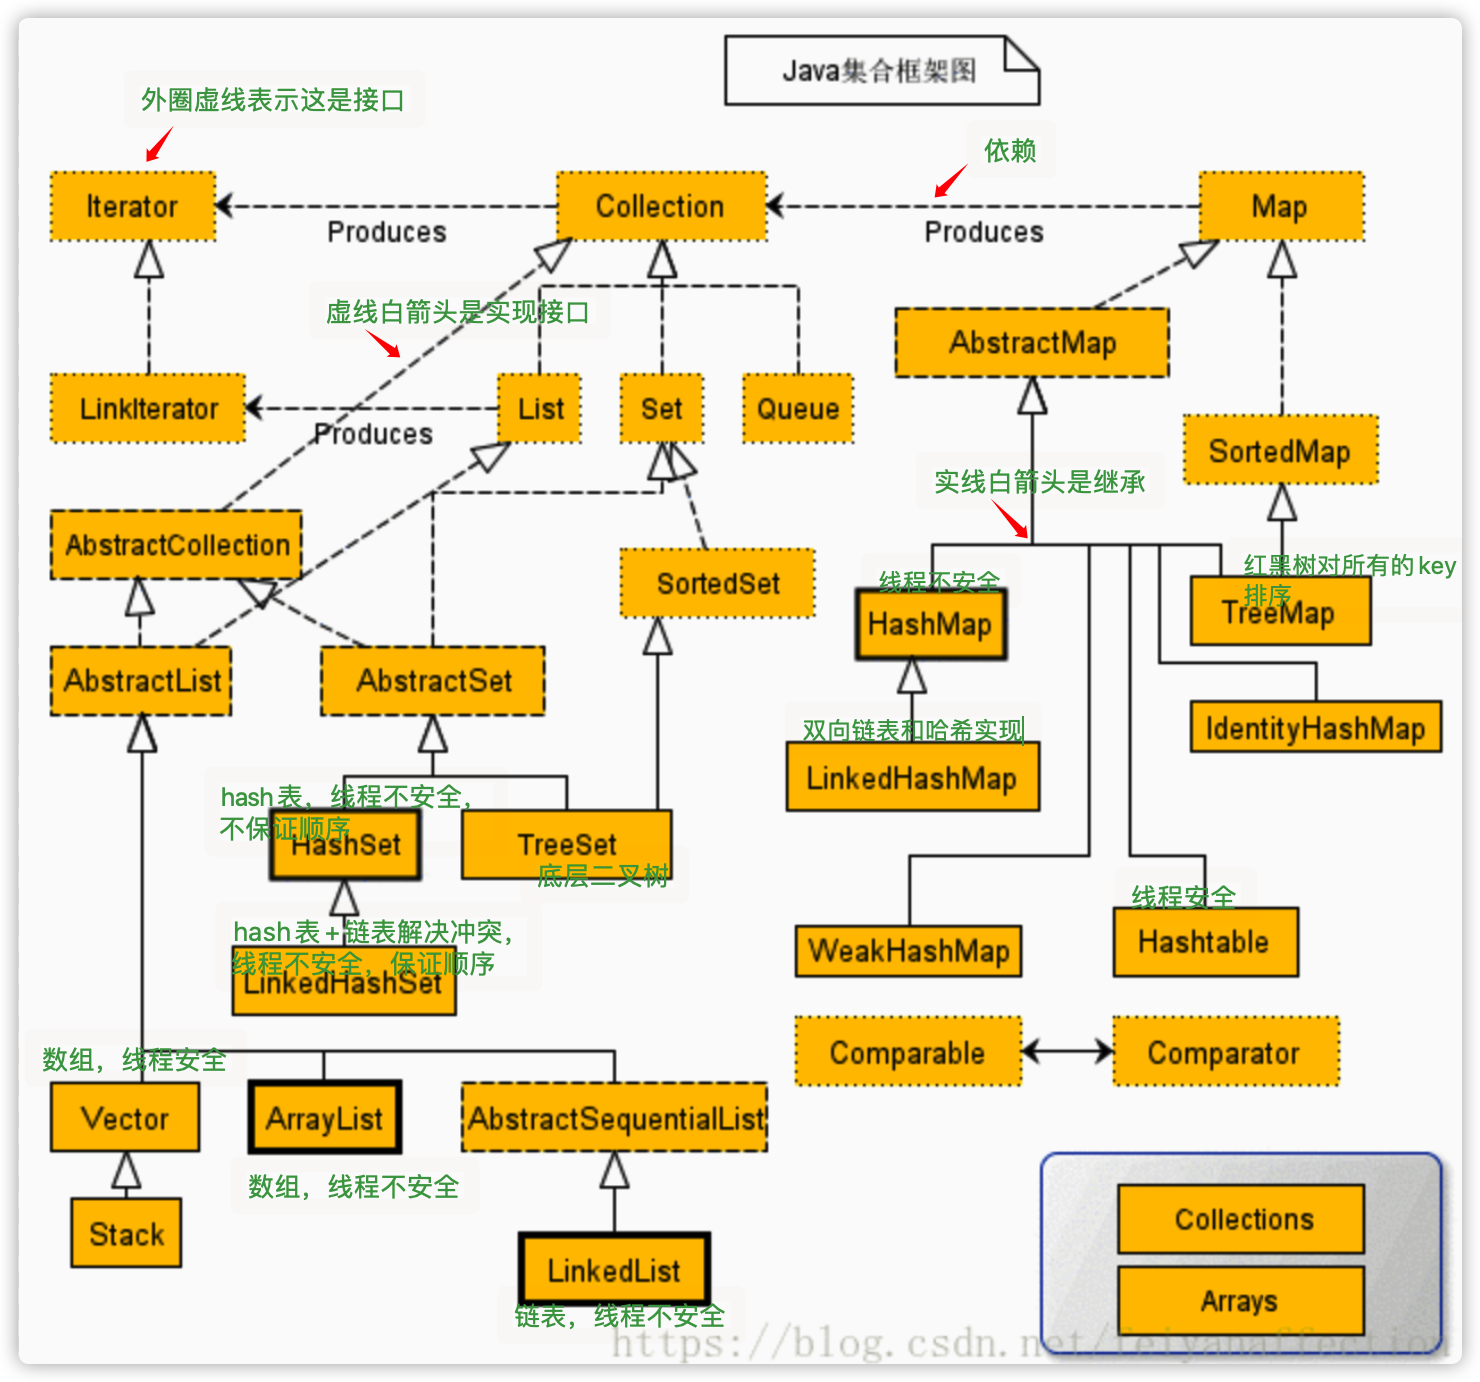 Java集合框架图
外圈虚线表示这是接口
依赖
Iterator
Collection
Map
Produces
Produces
虚线白箭头是实现接口
AbstractMap
LinkIterator
List
Set
Queue
Produces
SortedMap
实线白箭头是继承
AbstractCollection
SortedSet
线程不安全
红黑树对所有的key
排序
HashMap
TreeMap
AbstractList
AbstractSet
双向链表和哈希实现
IdentityHashMap
LinkedHashMap
hash表，线程不安全，
不保证顺序
HashSet
TreeSet
底层二叉树
线程安全
hash表+链表解决冲突，
线程不安全，保证顺序
LinkedHashSet
WeakHashMap
Hashtable
数组，线程安全
Comparable
Comparator
Vector
ArrayList
AbstractSequentialList
数组，线程不安全
Stack
LinkedList
链表，线程不安全
Collections
Arrays
https://blog.csdn.net/feiyanaffection